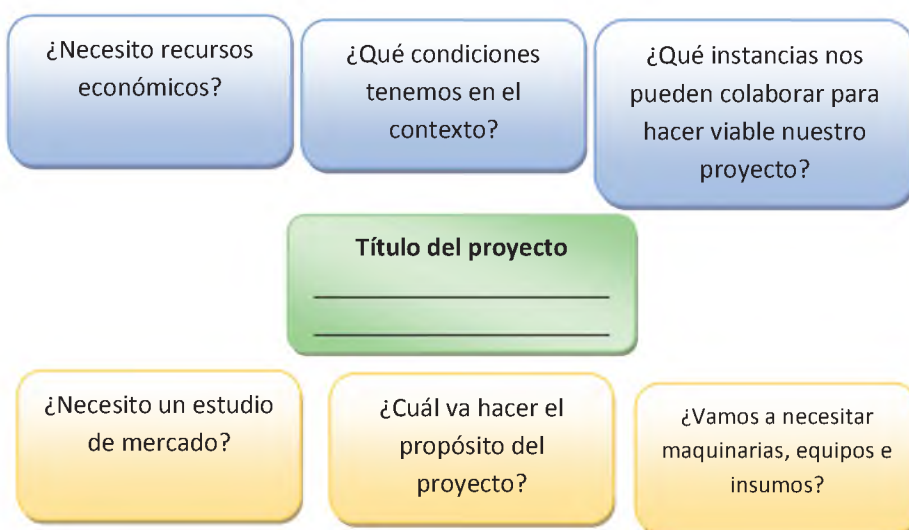 ¿Necesito recursos
económicos?
¿Qué condiciones
tenemos en el
contexto?
¿Qué instancias nos
pueden colaborar para
hacer viable nuestro
proyecto?
Título del proyecto
¿Necesito un estudio
de mercado?
¿Cuál va hacer el
propósito del
proyecto?
¿Vamos a necesitar
maquinarias, equipos e
insumos?